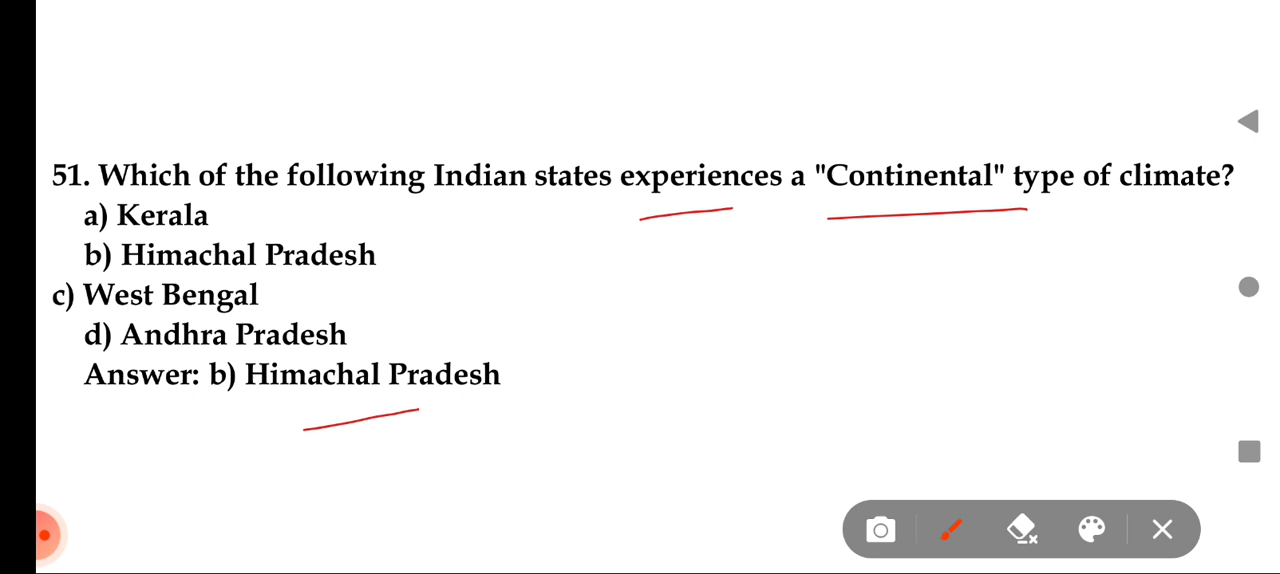 51. Which of the following Indian states experiences a "Continental" type of climate?
a) Kerala
b) Himachal Pradesh
c) West Bengal
d) Andhra Pradesh
Answer: b) Himachal Pradesh